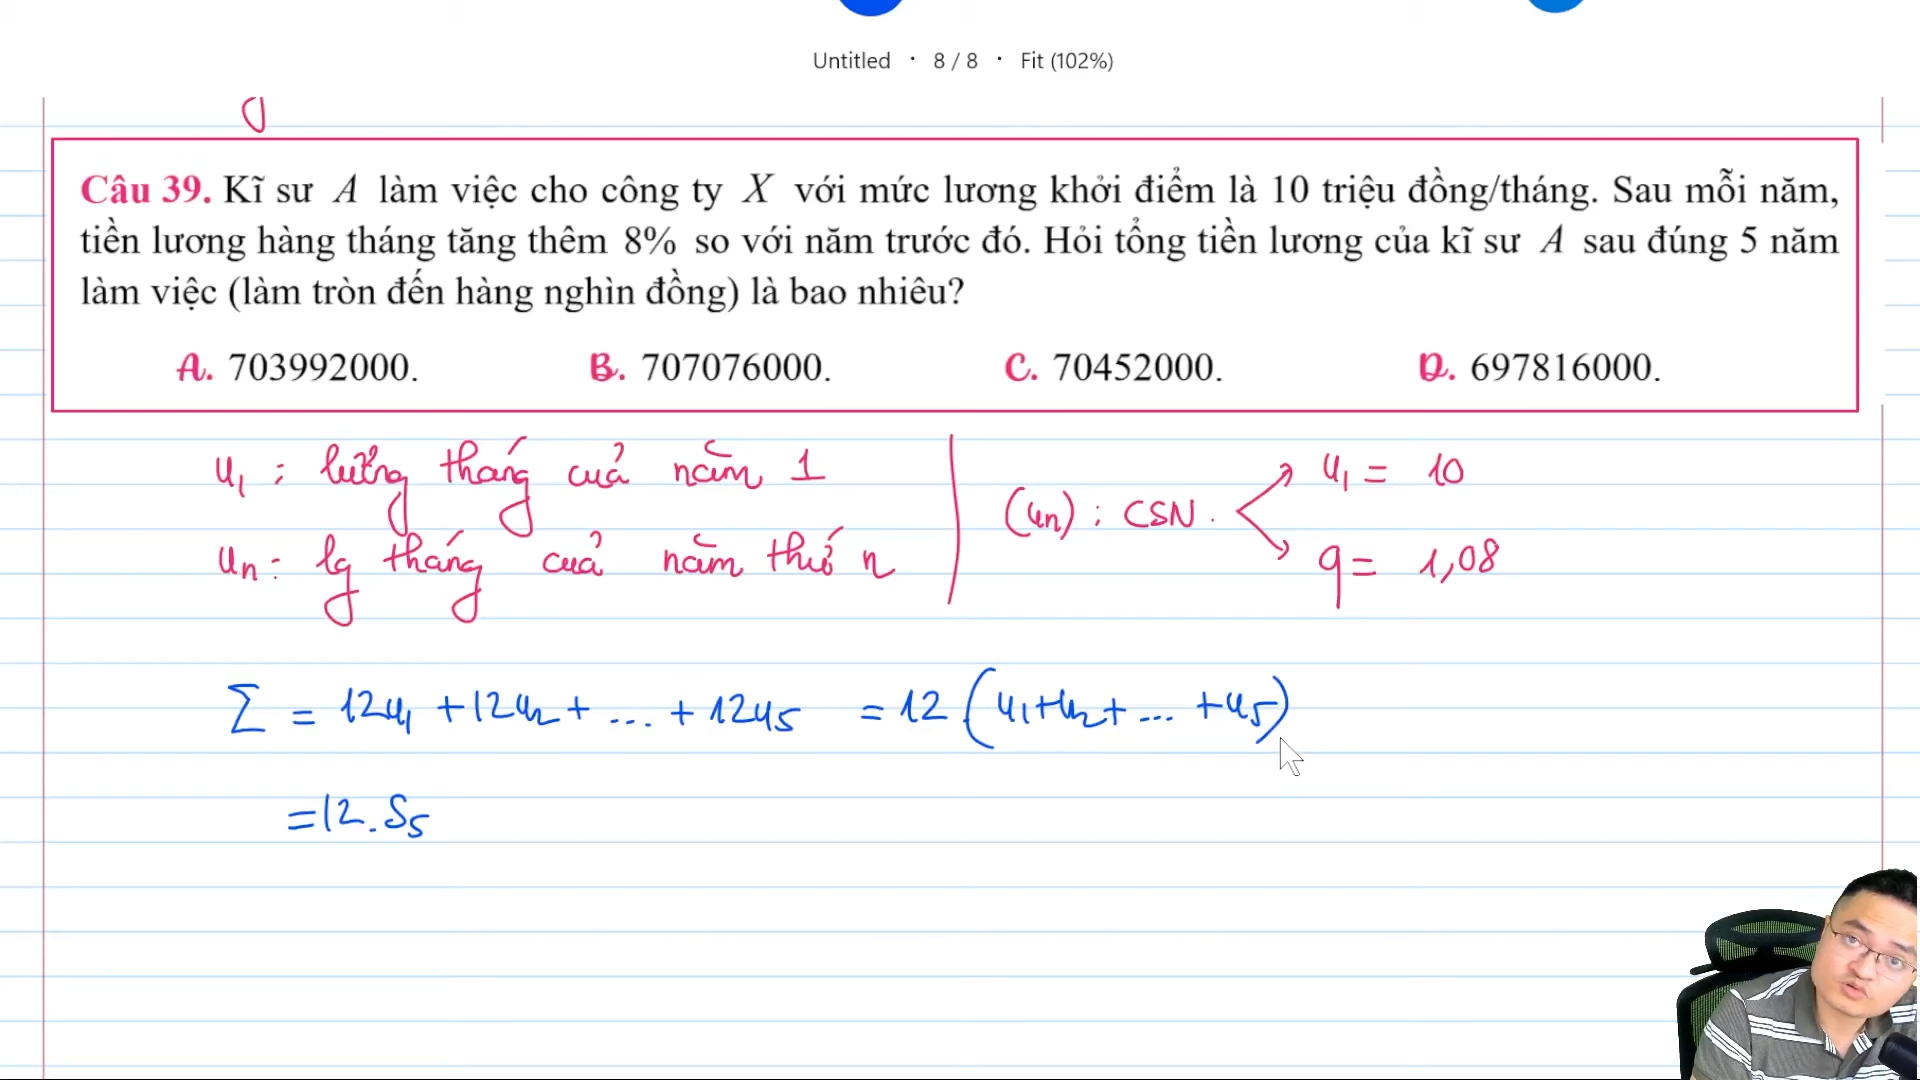 Untitled · 8 / 8 · Fit (102%)
Câu 39. Kĩ sư A làm việc cho công ty X với mức lương khởi điểm là 10 triệu đồng/tháng. Sau mỗi năm,
tiền lương hàng tháng tăng thêm 8% so với năm trước đó. Hỏi tổng tiền lương của kĩ sư A sau đúng 5 năm
làm việc (làm tròn đến hàng nghìn đồng) là bao nhiêu?
A. 703992000. B. 707076000. C. 70452000. D. 697816000.
u₁ : lương tháng của năm 1
uₙ : lg tháng của năm thứ n
(uₙ) : CSN.
u₁ = 10
q = 1,08
Σ = 12u₁ + 12u₂ + ... + 12u₅ = 12 (u₁+u₂+ ... +u₅)
= 12. S₅